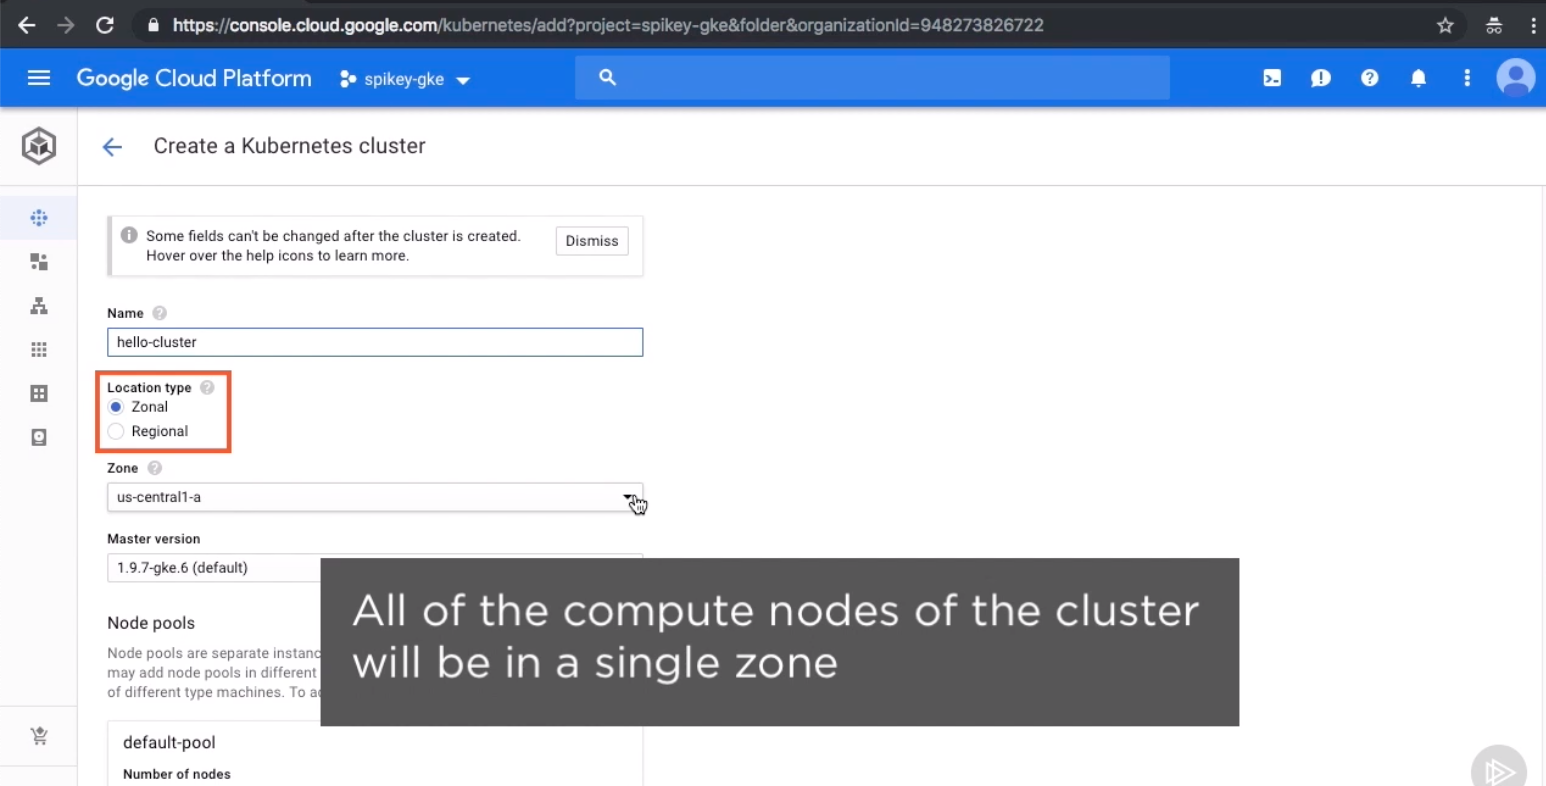 https://console.cloud.google.com/kubernetes/add?project=spikey-gke&folder&organizationId=948273826722
Google Cloud Platform
spikey-gke
Create a Kubernetes cluster
Some fields can't be changed after the cluster is created.
Hover over the help icons to learn more.
Dismiss
Name
hello-cluster
Location type
Zonal
Regional
Zone
us-central1-a
Master version
1.9.7-gke.6 (default)
Node pools
Node pools are separate
may add node pools in different
of different type machines. To
All of the compute nodes of the cluster
will be in a single zone
default-pool
Number of nodes